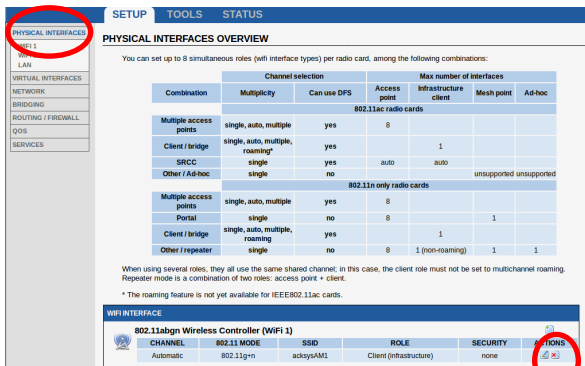 SETUP TOOLS STATUS
PHYSICAL INTERFACES
WIFI 1
LAN
VIRTUAL INTERFACES
NETWORK
BRIDGING
ROUTING / FIREWALL
QOS
SERVICES
PHYSICAL INTERFACES OVERVIEW
You can set up to 8 simultaneous roles (wifi interface types) per radio card, among the following combinations:
Channel selection Max number of interfaces
Combination Multiplicity Can use DFS Access point Infrastructure client Mesh point Ad-hoc
802.11ac radio cards
Multiple access points single, auto, multiple yes 8
Client / bridge single, auto, multiple, roaming* yes 1
SRCC single yes auto auto
Other / Ad-hoc single no unsupported unsupported
802.11n only radio cards
Multiple access points single, auto, multiple yes 8
Portal single no 8 1
Client / bridge single, auto, multiple, roaming yes 1
Other / repeater single no 8 1 (non-roaming) 1 1
When using several roles, they all use the same shared channel; in this case, the client role must not be set to multichannel roaming.
Repeater mode is a combination of two roles: access point + client.
* The roaming feature is not yet available for IEEE802.11ac cards.
WIFI INTERFACE
802.11abgn Wireless Controller (WiFi 1)
CHANNEL 802.11 MODE SSID ROLE SECURITY ACTIONS
Automatic 802.11g+n acksysAM1 Client (infrastructure) none